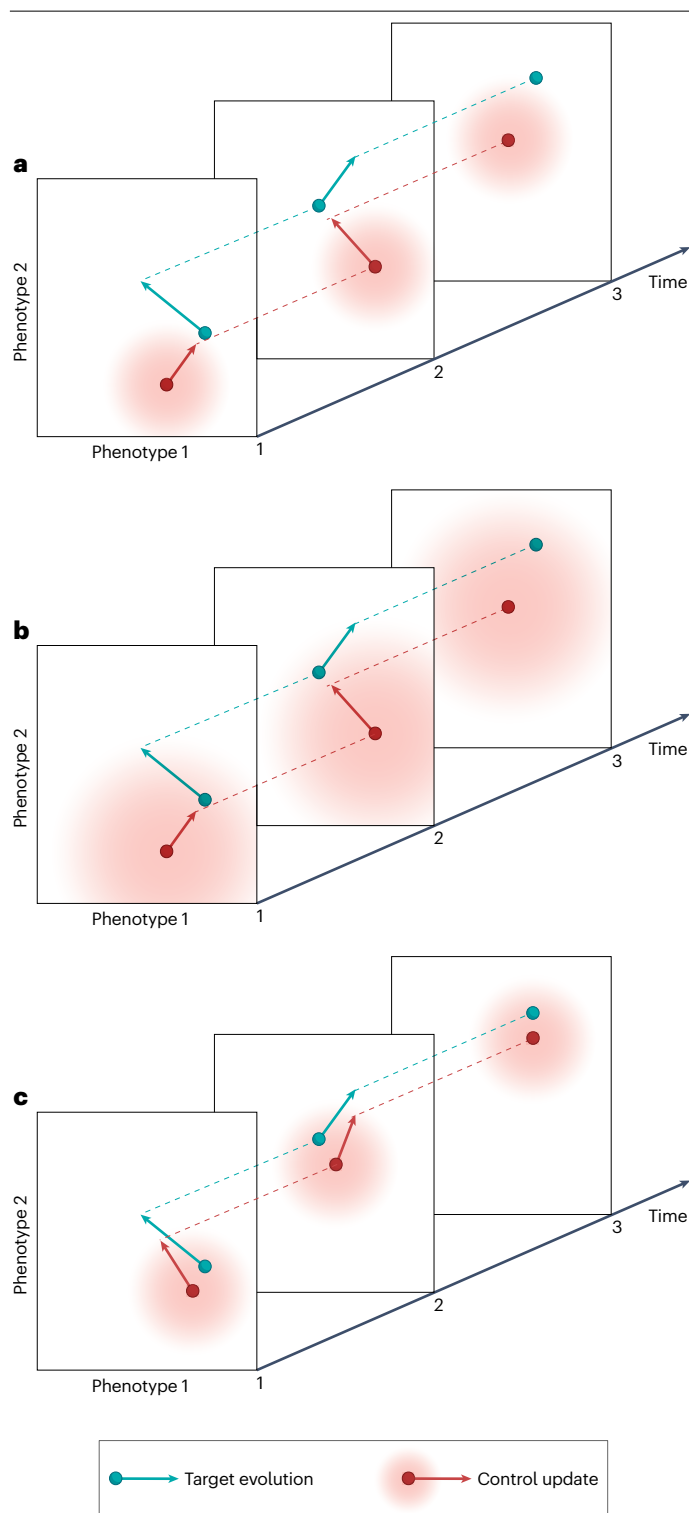 a
Phenotype 2
Phenotype 1
1
2
3
Time
b
Phenotype 2
Phenotype 1
1
2
3
Time
c
Phenotype 2
Phenotype 1
1
2
3
Time
Target evolution
Control update